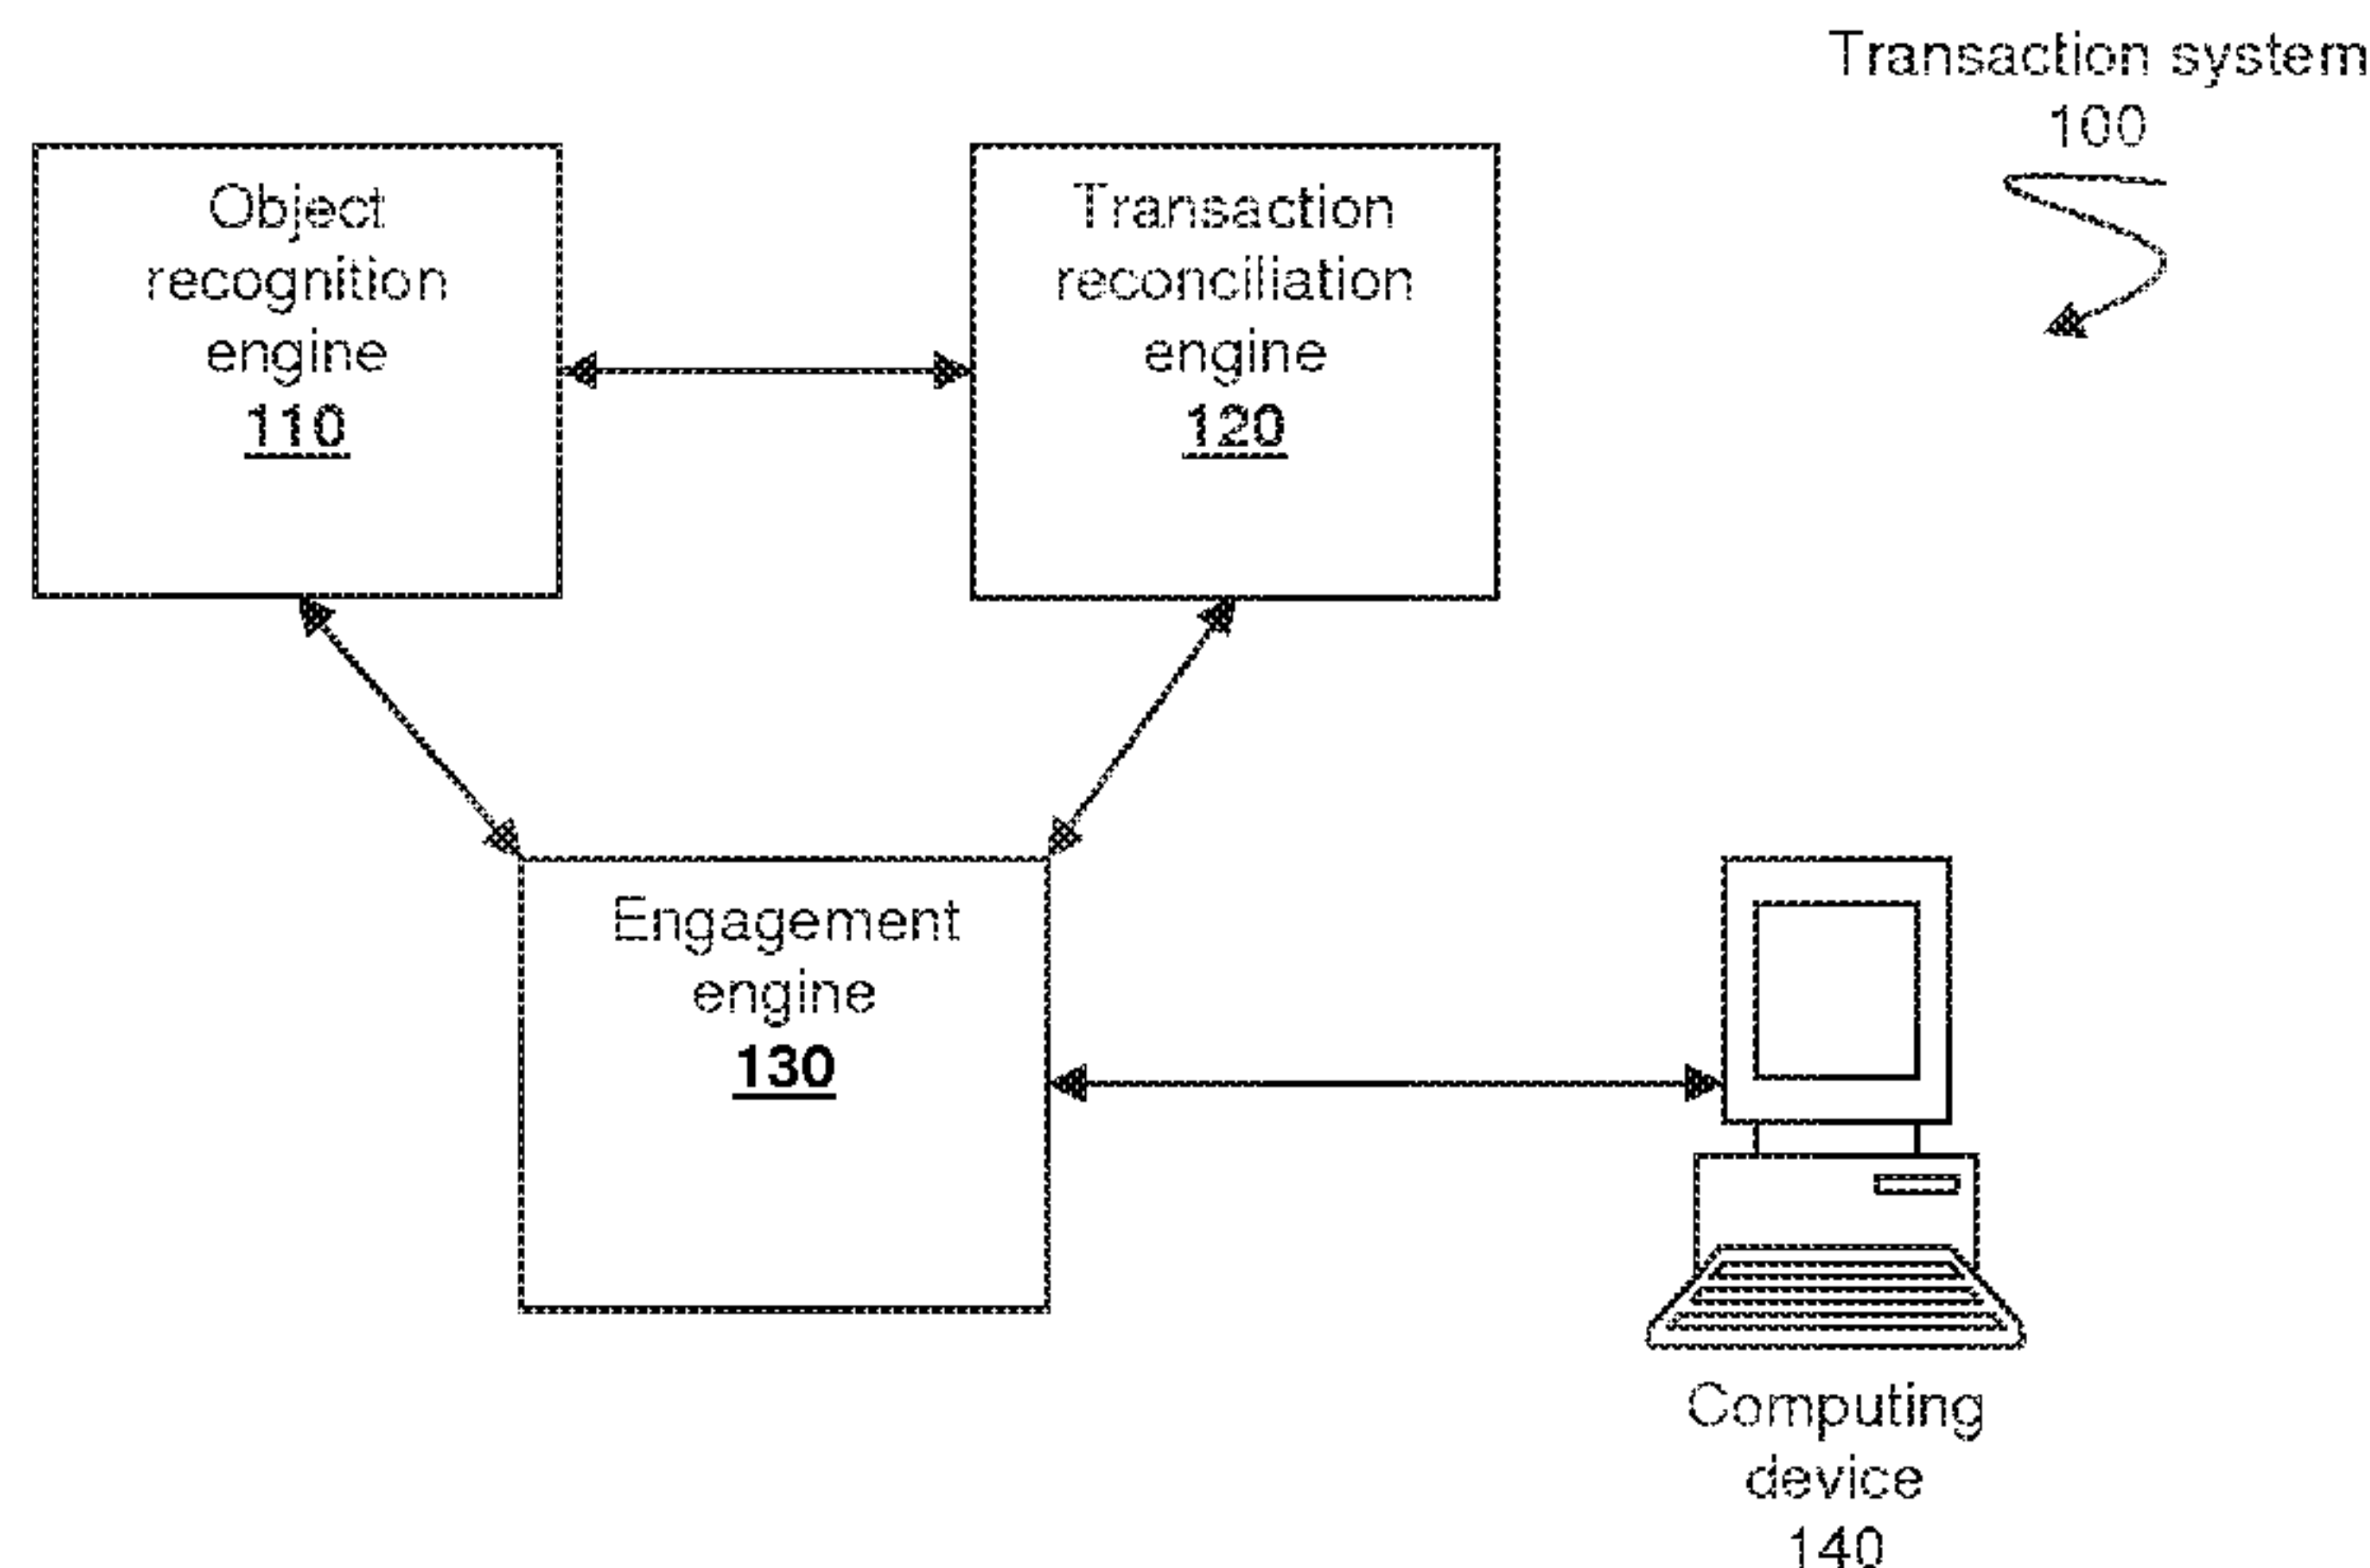 Transaction system
100
Object
recognition
engine
110
Transaction
reconciliation
engine
120
Engagement
engine
130
Computing
device
140